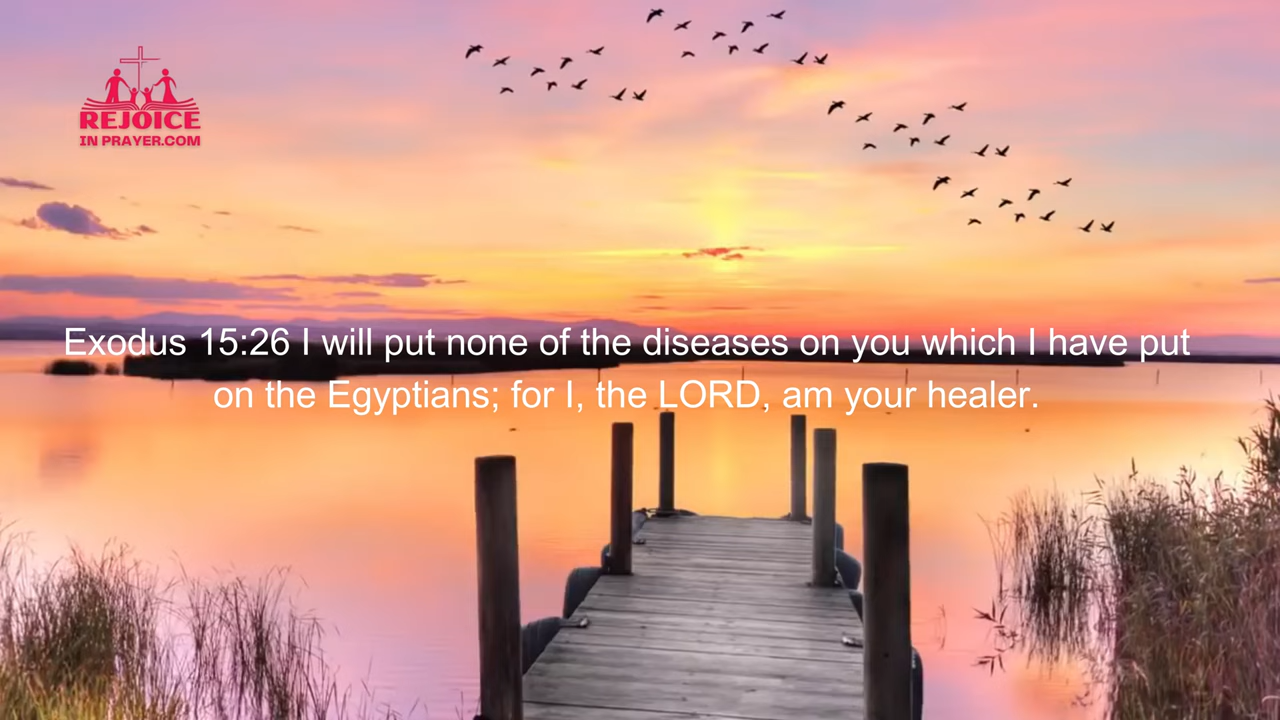 REJOICE
IN PRAYER.COM
Exodus 15:26 I will put none of the diseases on you which I have put
on the Egyptians; for I, the LORD, am your healer.